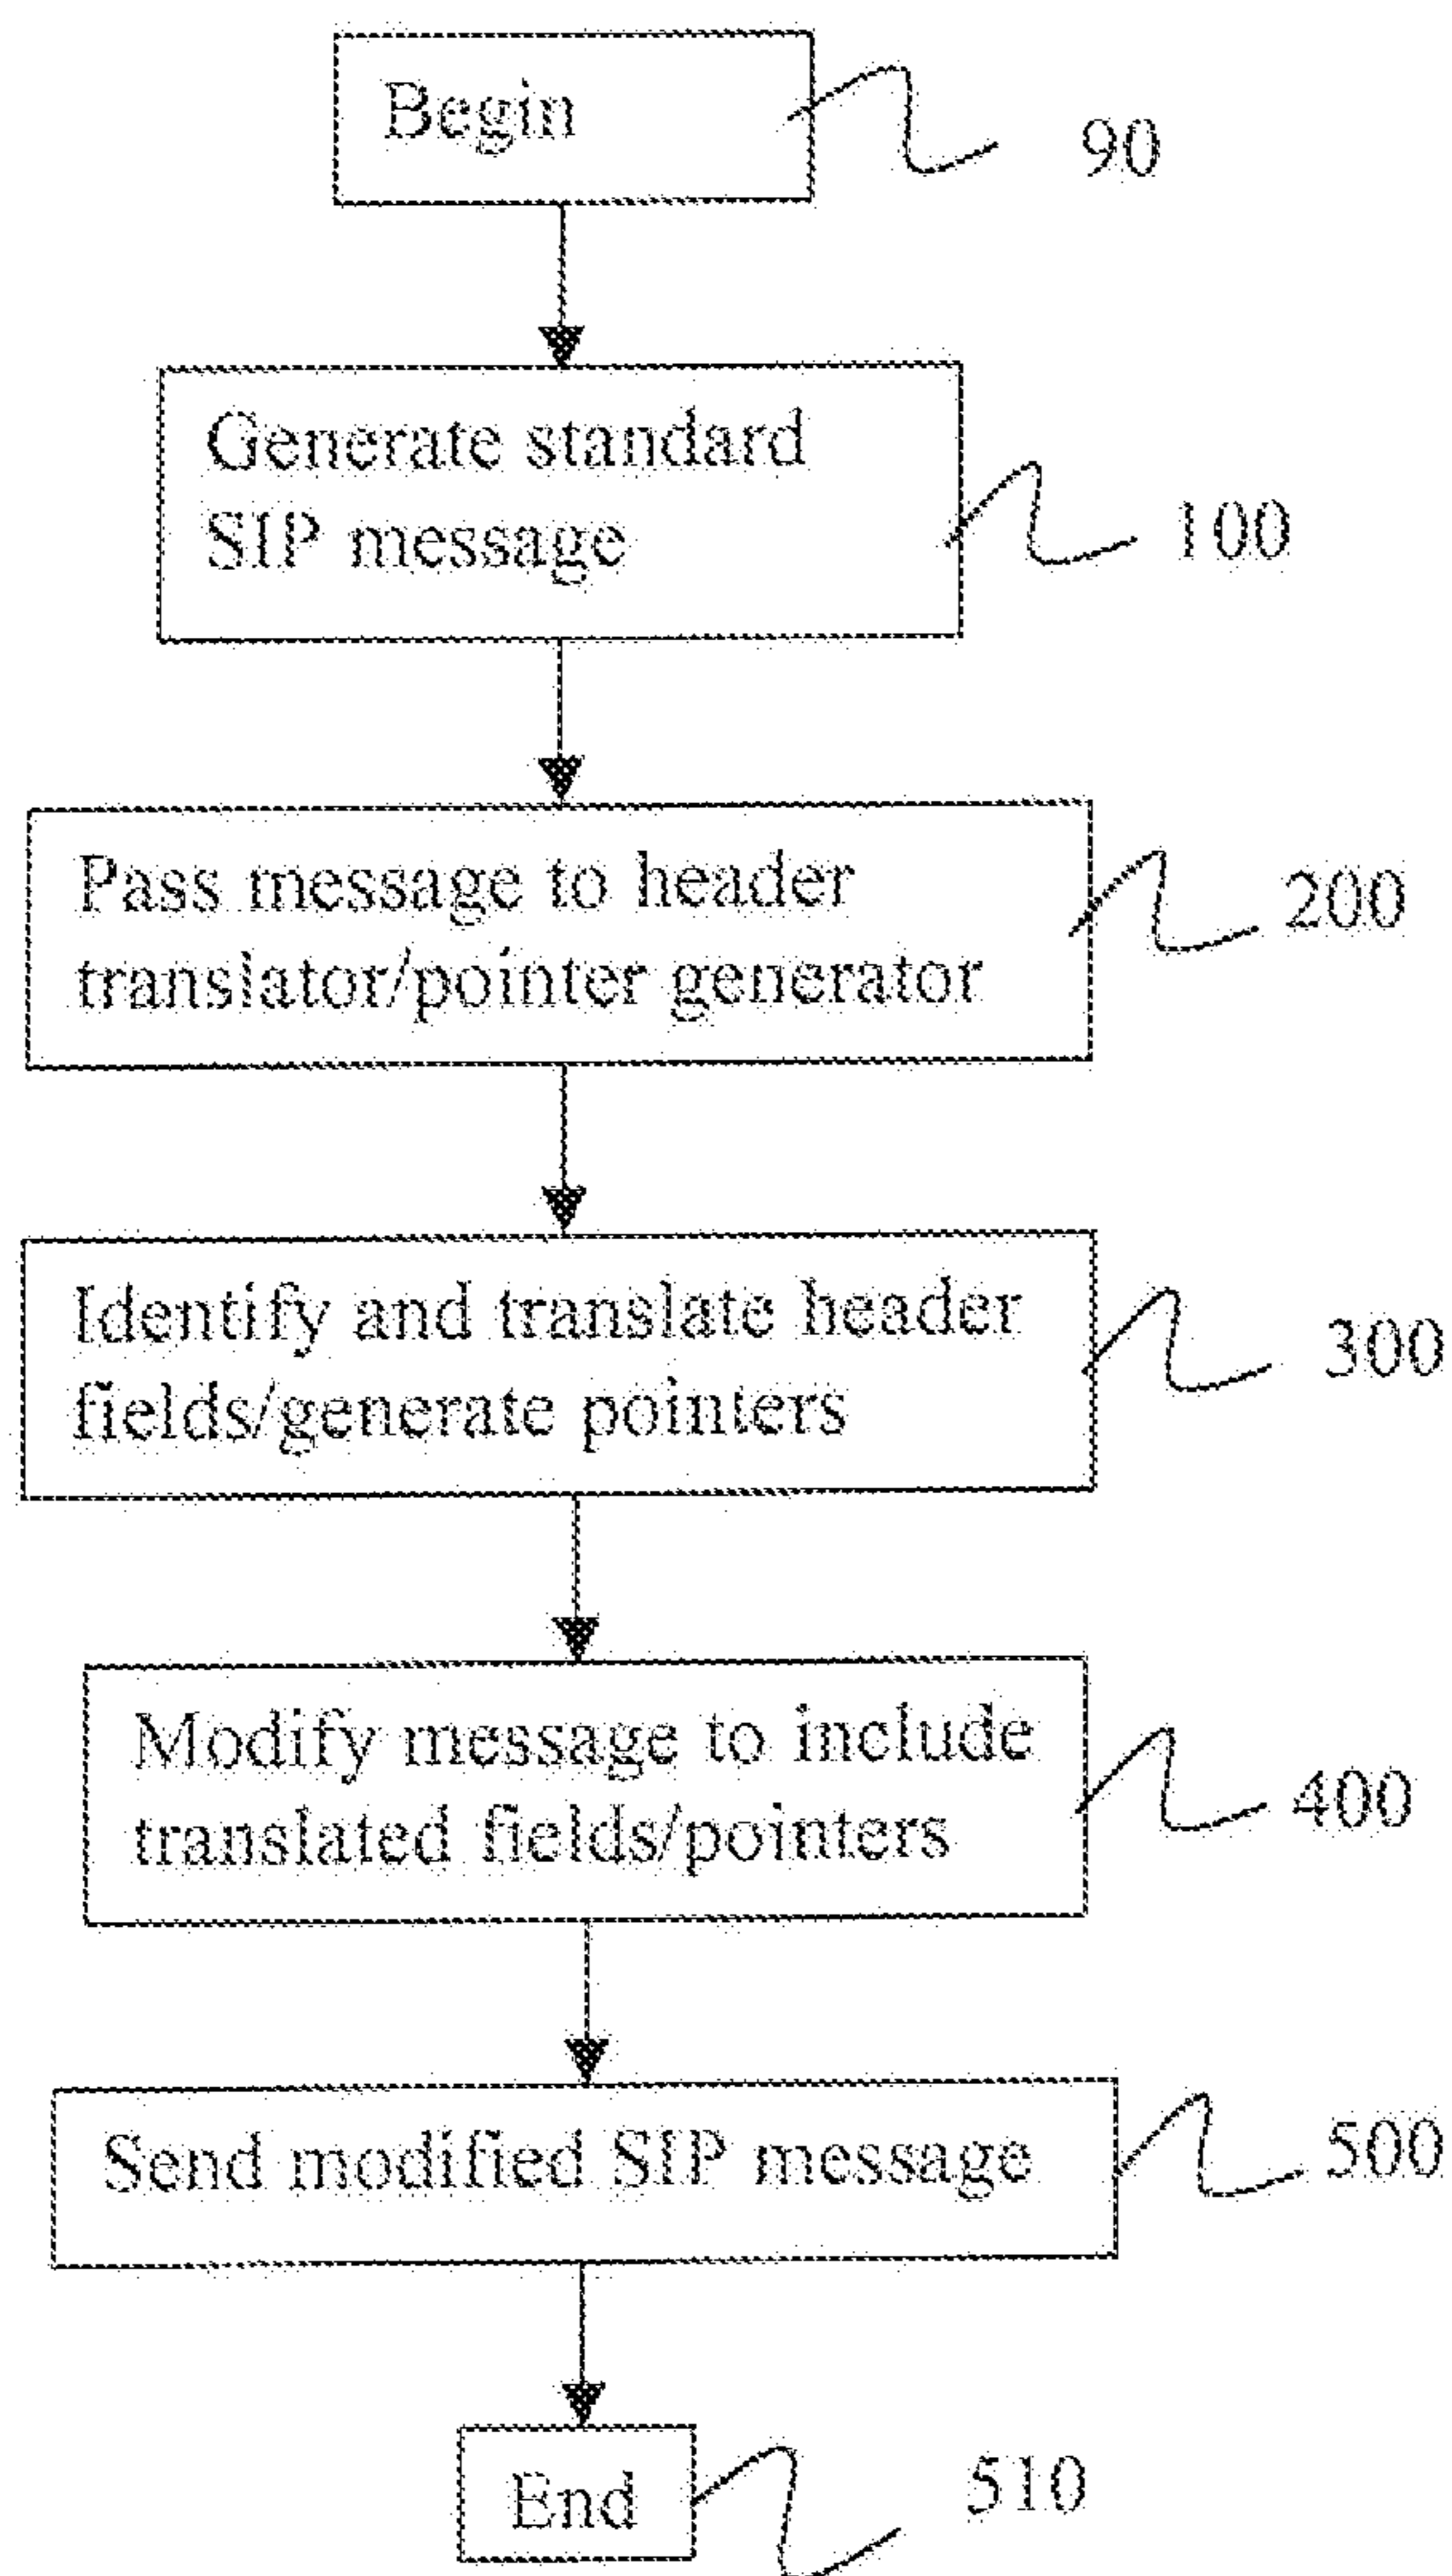 Begin
90
Generate standard
SIP message
100
Pass message to header
translator/pointer generator
200
Identify and translate header
fields/generate pointers
300
Modify message to include
translated fields/pointers
400
Send modified SIP message
500
End
510